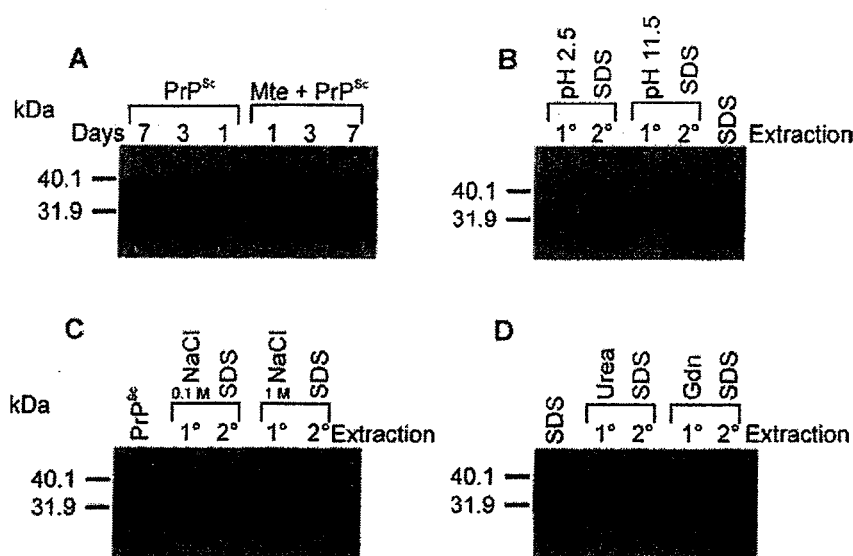 A
PrP^Sc Mte + PrP^Sc
kDa
Days 7 3 1 1 3 7
40.1
31.9
B
pH 2.5 SDS pH 11.5 SDS SDS
1° 2° 1° 2° Extraction
40.1
31.9
C
kDa
PrP^Sc 0.1 M NaCl SDS 1 M NaCl SDS
1° 2° 1° 2° Extraction
40.1
31.9
D
SDS Urea SDS Gdn SDS
1° 2° 1° 2° Extraction
40.1
31.9